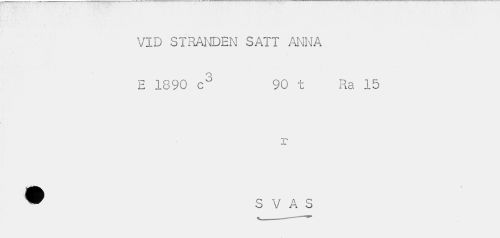 VID STRANDEN SATT ANNA
E 1890 c³ 90 t Ra 15
r
S V A S